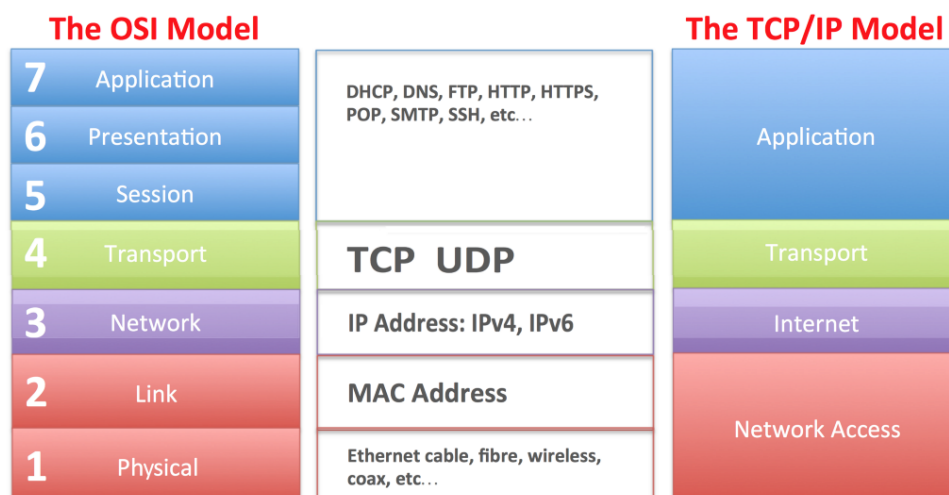 The OSI Model
The TCP/IP Model
7 Application
6 Presentation
5 Session
4 Transport
3 Network
2 Link
1 Physical
DHCP, DNS, FTP, HTTP, HTTPS,
POP, SMTP, SSH, etc...
TCP UDP
IP Address: IPv4, IPv6
MAC Address
Ethernet cable, fibre, wireless,
coax, etc...
Application
Transport
Internet
Network Access